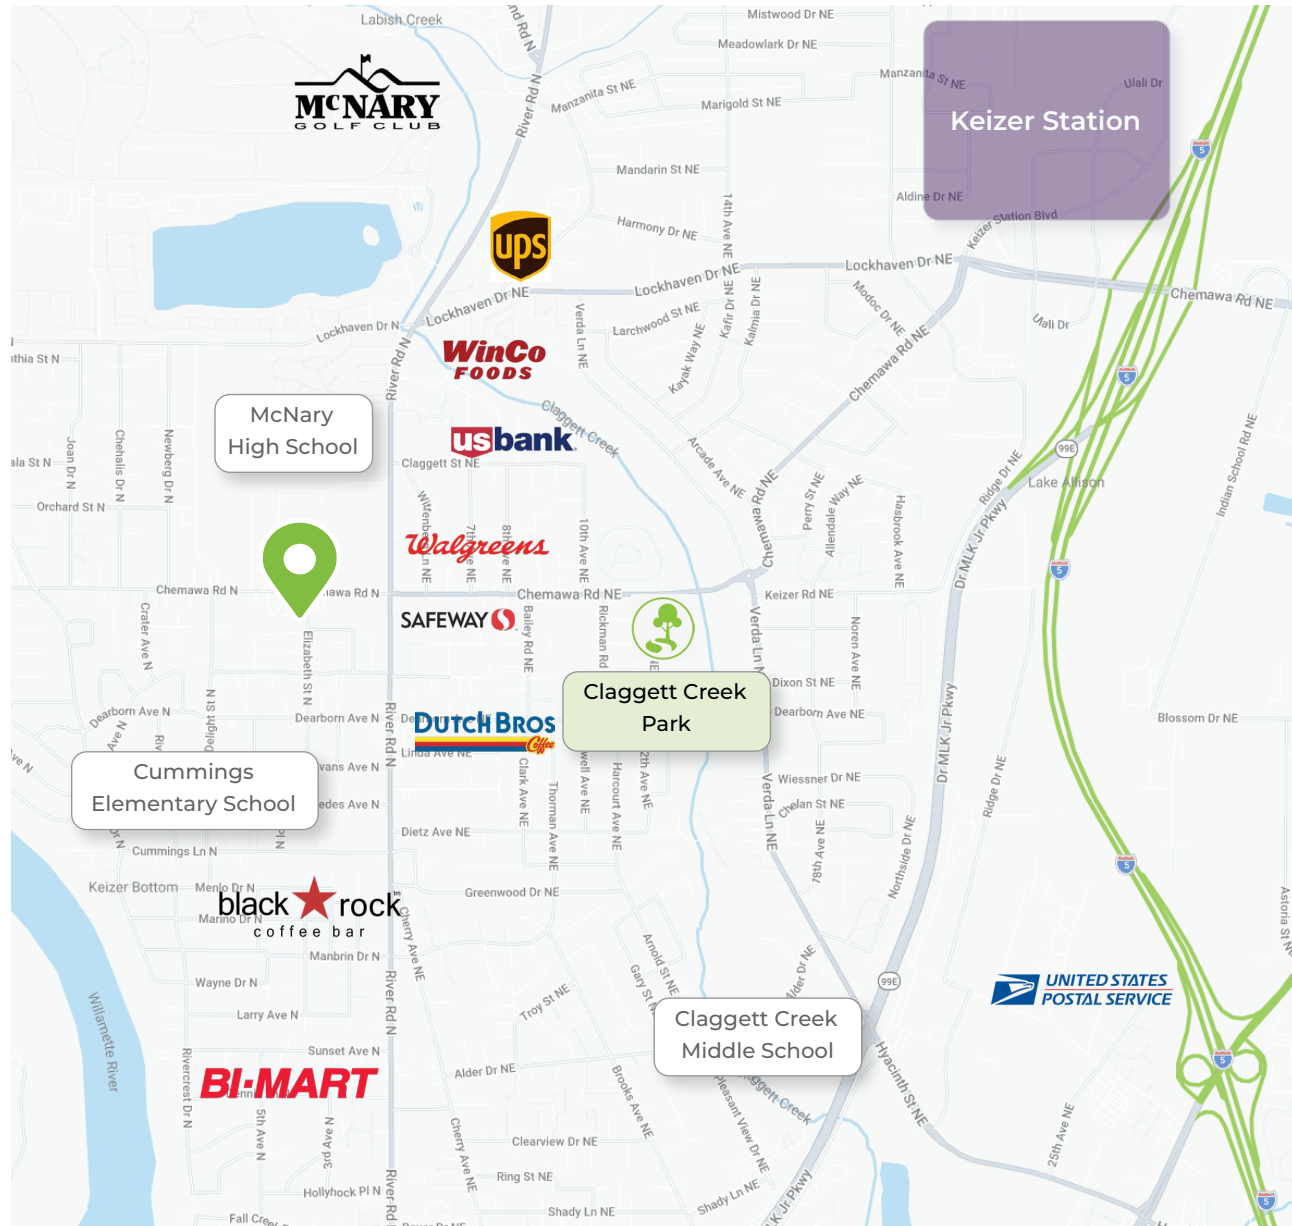 Labish Creek
Mistwood Dr NE
Meadowlark Dr NE
River Rd N
Manzanita St NE
Manzanita St NE
Ulali Dr
Marigold St NE
McNARY
GOLF CLUB
Keizer Station
5
Mandarin St NE
14th Ave NE
Aldine Dr NE
Harmony Dr NE
Keizer Station Blvd
ups
Lockhaven Dr NE
Lockhaven Dr NE
Lockhaven Dr NE
Chemawa Rd NE
Lockhaven Dr N
Verda Ln NE
Larchwood St NE
Kafir Dr NE
Kalmia Dr NE
Modoc Dr NE
Ulali Dr
River Rd N
WinCo
FOODS
Kayak Way NE
Chemawa Rd NE
5
McNary
High School
Claggett Creek
usbank
Joan Dr N
Chehalis Dr N
Newberg Dr N
Claggett St NE
Arcade Ave NE
99E
Ridge Dr NE
Lake Allison
Indian School Rd NE
Orchard St N
7th Ave NE
8th Ave NE
10th Ave NE
Chemawa Rd NE
Perry St NE
Allendale Way NE
Hasbrook Ave NE
Dr MLK Jr Pkwy
Walgreens
5
Chemawa Rd N
Chemawa Rd NE
Keizer Rd NE
SAFEWAY
Crater Ave N
Elizabeth St N
Bailey Rd NE
Rickman Rd
Verda Ln N
Noren Ave NE
Claggett Creek
Park
Dixon St NE
Dearborn Ave N
Delight St N
Dearborn Ave N
River Rd N
DUTCH BROS
Coffee
Dearborn Ave NE
Dr MLK Jr Pkwy
Blossom Dr NE
Linda Ave NE
Cummings
Elementary School
Clark Ave NE
Thorman Ave NE
Harcourt Ave NE
Verda Ln NE
Wiessner Dr NE
Chelan St NE
Ridge Dr NE
Dietz Ave NE
Cummings Ln N
78th Ave NE
Northside Dr NE
5
Keizer Bottom
Menlo Dr N
Greenwood Dr NE
black rock
coffee bar
Marino Dr N
Cherry Ave NE
Astoria St NE
Manbrin Dr N
Arnold St NE
Gary St N
Alder Dr NE
Wayne Dr N
River Rd N
Troy St NE
99E
UNITED STATES
POSTAL SERVICE
Willamette River
Larry Ave N
Claggett Creek
Middle School
Sunset Ave N
Rivercrest Dr N
BI-MART
Alder Dr NE
Brooks Ave NE
Pleasant View Dr NE
Claggett Creek
Hyacinth St NE
5
5th Ave N
3rd Ave N
Cherry Ave NE
Clearview Dr NE
25th Ave NE
Ring St NE
Hollyhock Pl N
River Rd N
Shady Ln NE
Shady Ln NE
5